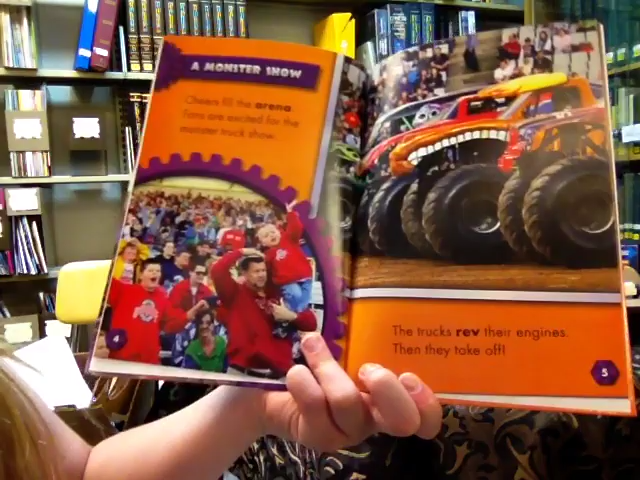 A MONSTER SHOW
Cheers fill the arena.
Fans are excited for the
monster truck show.
4
The trucks rev their engines.
Then they take off!
5